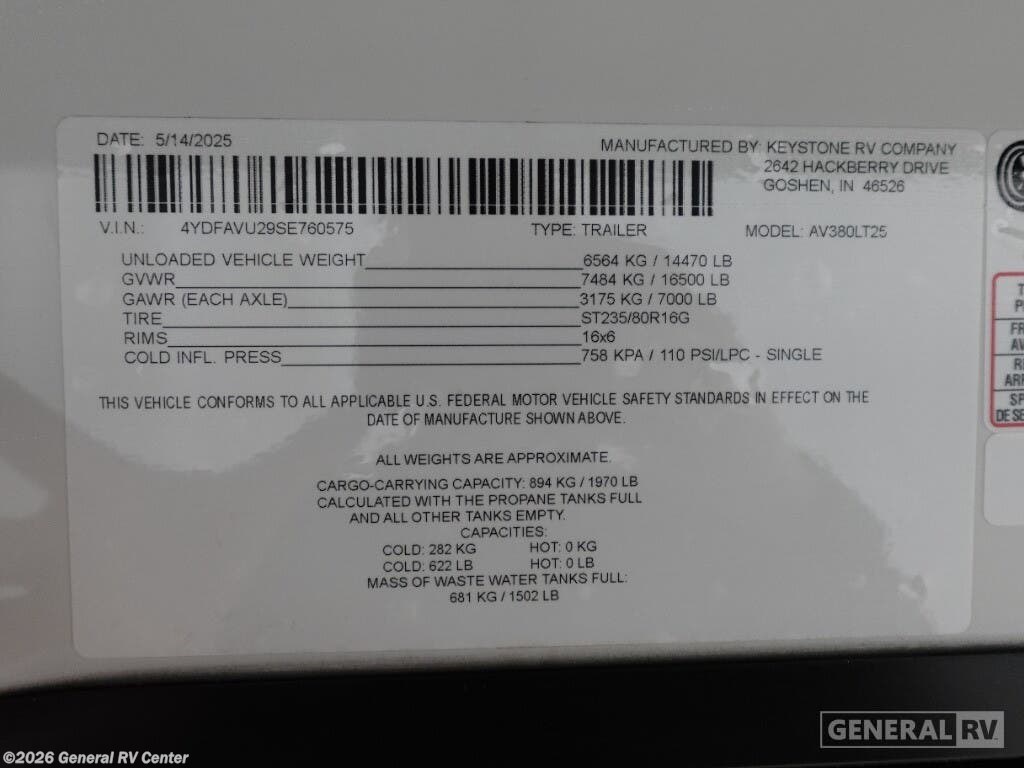 DATE: 5/14/2025
MANUFACTURED BY: KEYSTONE RV COMPANY
2642 HACKBERRY DRIVE
GOSHEN, IN 46526
V.I.N.: 4YDFAVU29SE760575 TYPE: TRAILER MODEL: AV380LT25
UNLOADED VEHICLE WEIGHT 6564 KG / 14470 LB
GVWR 7484 KG / 16500 LB
GAWR (EACH AXLE) 3175 KG / 7000 LB
TIRE ST235/80R16G
RIMS 16x6
COLD INFL. PRESS 758 KPA / 110 PSI/LPC - SINGLE
THIS VEHICLE CONFORMS TO ALL APPLICABLE U.S. FEDERAL MOTOR VEHICLE SAFETY STANDARDS IN EFFECT ON THE
DATE OF MANUFACTURE SHOWN ABOVE.
ALL WEIGHTS ARE APPROXIMATE.
CARGO-CARRYING CAPACITY: 894 KG / 1970 LB
CALCULATED WITH THE PROPANE TANKS FULL
AND ALL OTHER TANKS EMPTY.
CAPACITIES:
COLD: 282 KG HOT: 0 KG
COLD: 622 LB HOT: 0 LB
MASS OF WASTE WATER TANKS FULL:
681 KG / 1502 LB
GENERAL RV
©2026 General RV Center